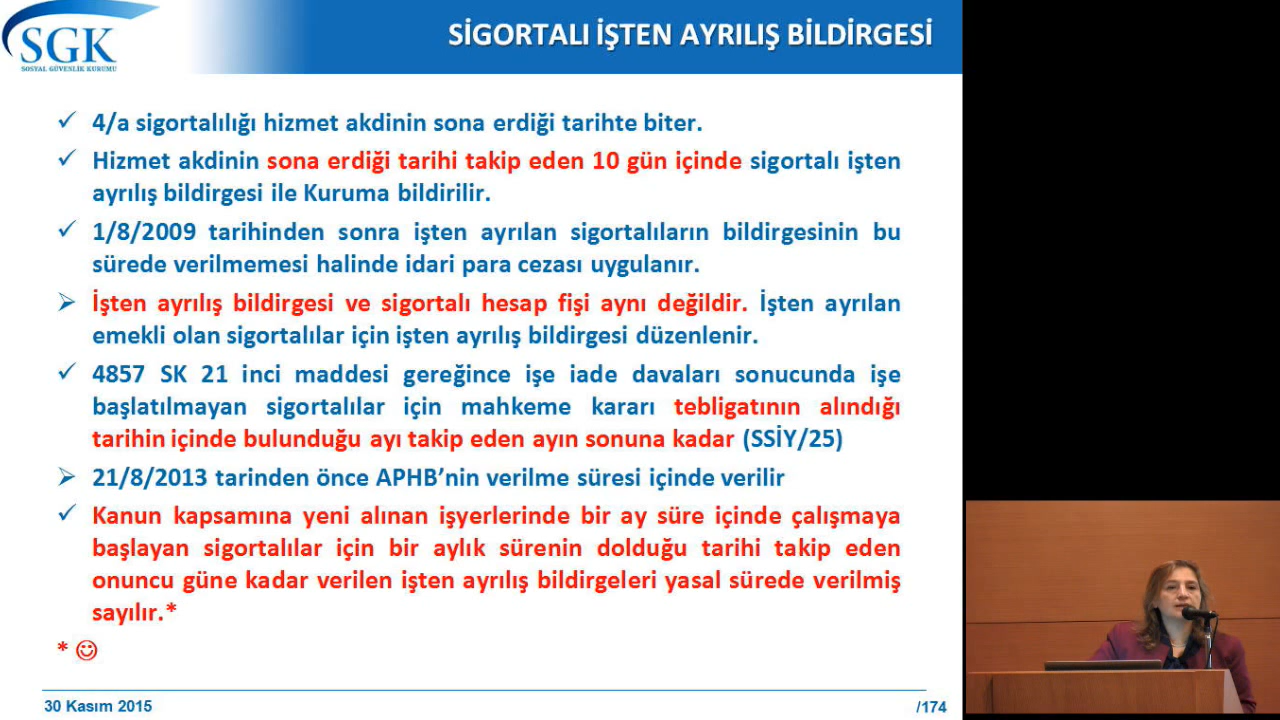 SGK
SOSYAL GÜVENLİK KURUMU
SİGORTALI İŞTEN AYRILIŞ BİLDİRGESİ
✓ 4/a sigortalılığı hizmet akdinin sona erdiği tarihte biter.
✓ Hizmet akdinin sona erdiği tarihi takip eden 10 gün içinde sigortalı işten
ayrılış bildirgesi ile Kuruma bildirilir.
✓ 1/8/2009 tarihinden sonra işten ayrılan sigortalıların bildirgesinin bu
sürede verilmemesi halinde idari para cezası uygulanır.
➢ İşten ayrılış bildirgesi ve sigortalı hesap fişi aynı değildir. İşten ayrılan
emekli olan sigortalılar için işten ayrılış bildirgesi düzenlenir.
✓ 4857 SK 21 inci maddesi gereğince işe iade davaları sonucunda işe
başlatılmayan sigortalılar için mahkeme kararı tebligatının alındığı
tarihin içinde bulunduğu ayı takip eden ayın sonuna kadar (SSİY/25)
➢ 21/8/2013 tarinden önce APHB’nin verilme süresi içinde verilir
✓ Kanun kapsamına yeni alınan işyerlerinde bir ay süre içinde çalışmaya
başlayan sigortalılar için bir aylık sürenin dolduğu tarihi takip eden
onuncu güne kadar verilen işten ayrılış bildirgeleri yasal sürede verilmiş
sayılır.*
* ☺
30 Kasım 2015
/174